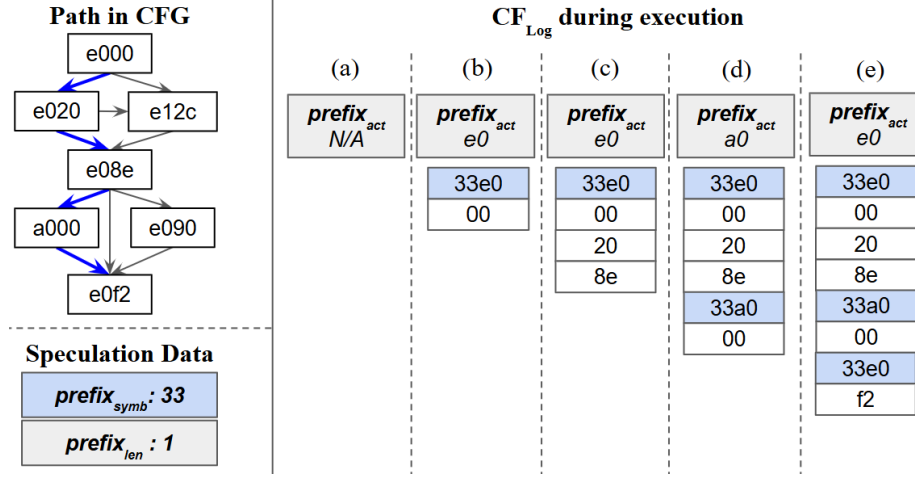 Path in CFG
e000
e020
e12c
e08e
a000
e090
e0f2
Speculation Data
prefix_symb: 33
prefix_len : 1
CF_Log during execution
(a)
prefix_act
N/A
(b)
prefix_act
e0
33e0
00
(c)
prefix_act
e0
33e0
00
20
8e
(d)
prefix_act
a0
33e0
00
20
8e
33a0
00
(e)
prefix_act
e0
33e0
00
20
8e
33a0
00
33e0
f2